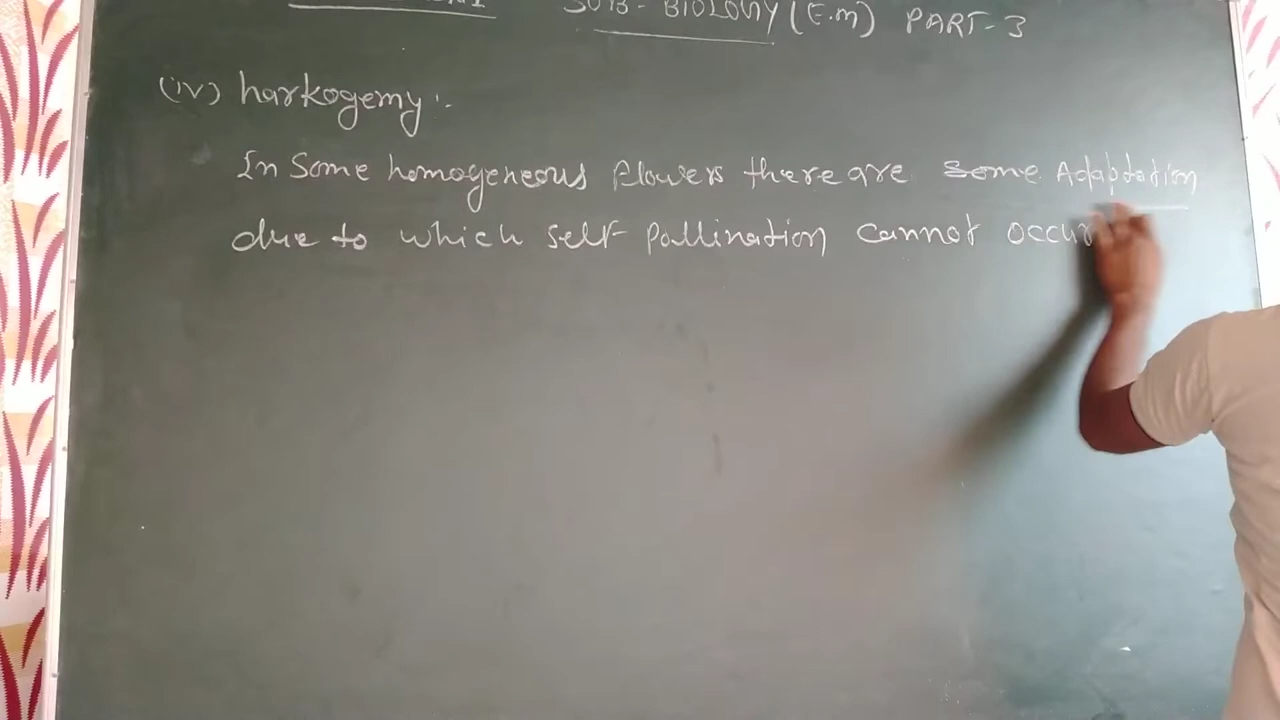 SUB - BIOLOGY (E.M) PART-3
(iv) harkogemy :-
In Some homogeneous flowers there are some Adaptation
due to which self pollination cannot occur